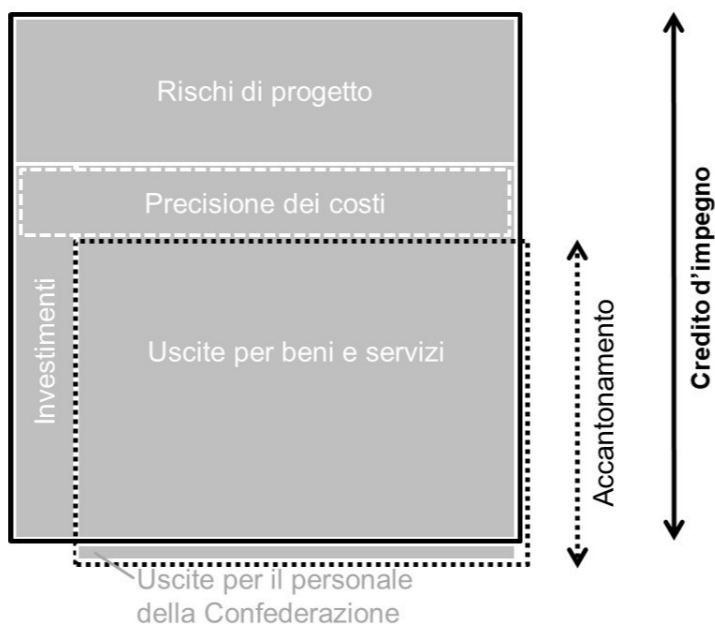 Rischi di progetto
Precisione dei costi
Investimenti
Uscite per beni e servizi
Accantonamento
Credito d’impegno
Uscite per il personale
della Confederazione